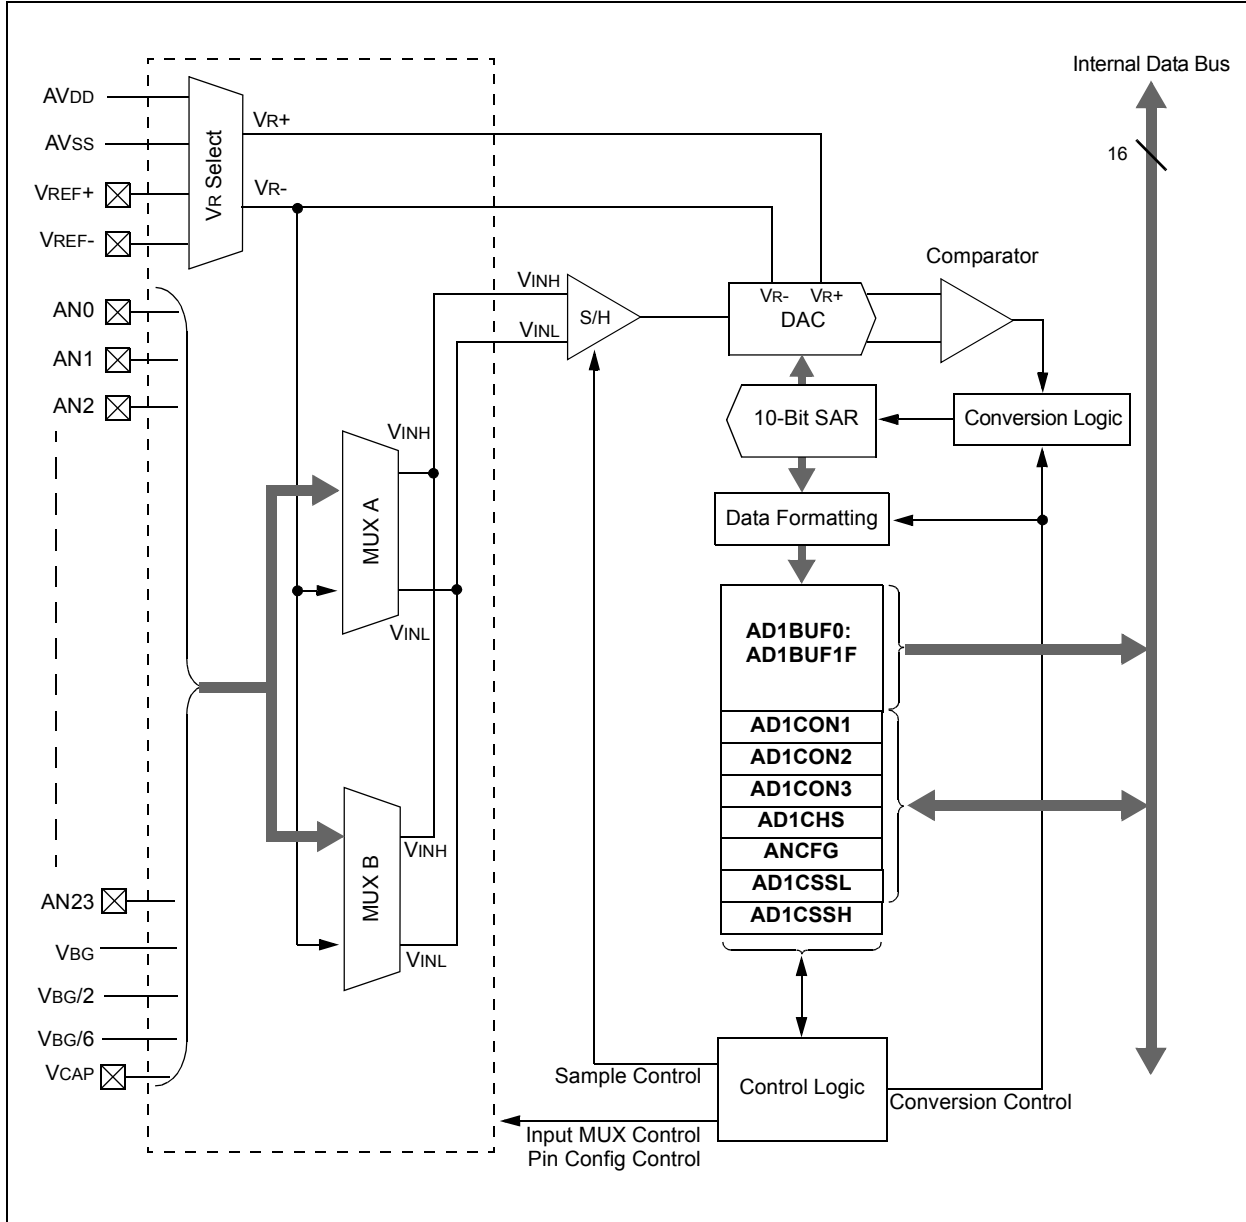 Internal Data Bus
AVDD
AVSS
VREF+
VREF-
VR Select
VR+
VR-
16
AN0
AN1
AN2
AN23
VBG
VBG/2
VBG/6
VCAP
VINH
VINL
S/H
VR- VR+
DAC
Comparator
10-Bit SAR
Conversion Logic
Data Formatting
VINH
MUX A
VINL
VINH
MUX B
VINL
AD1BUF0:
AD1BUF1F
AD1CON1
AD1CON2
AD1CON3
AD1CHS
ANCFG
AD1CSSL
AD1CSSH
Sample Control
Control Logic
Conversion Control
Input MUX Control
Pin Config Control